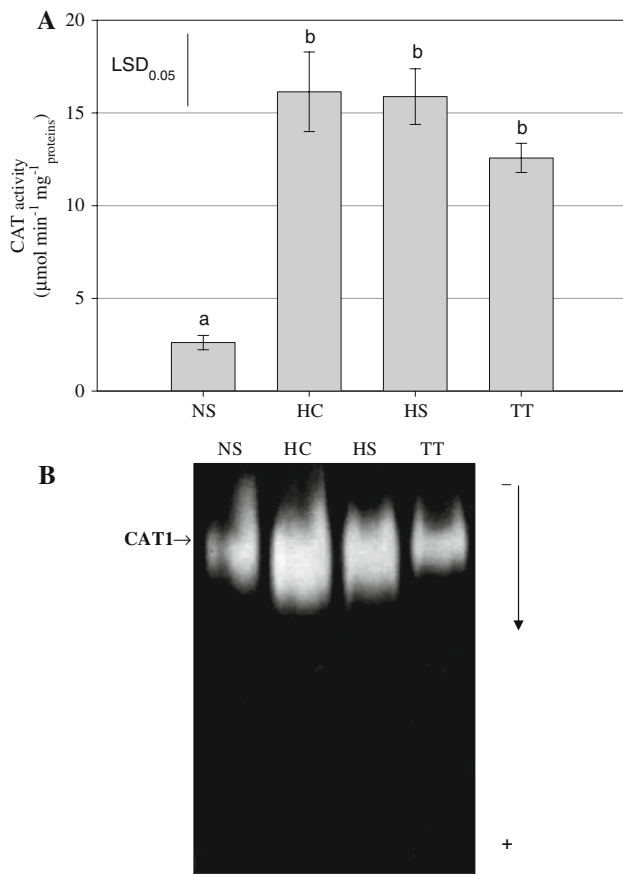 A
20
15
10
5
0
CAT activity
(µmol min⁻¹ mg⁻¹ proteins)
LSD0.05
a
b
b
b
NS HC HS TT
B
NS HC HS TT
CAT1→
–
+